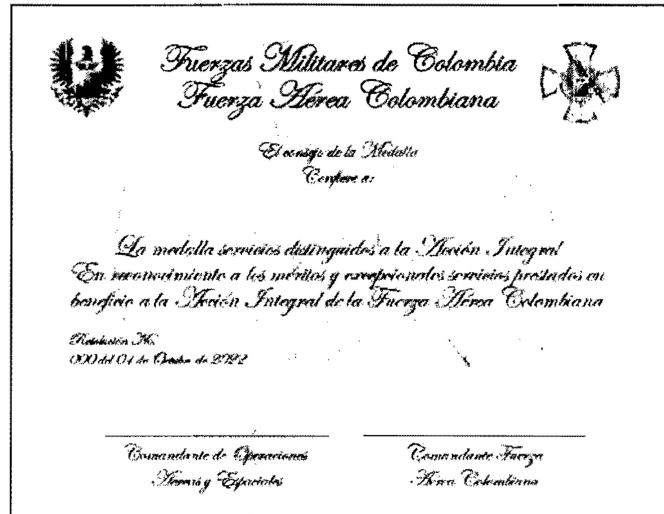 Fuerzas Militares de Colombia
Fuerza Aérea Colombiana
El consejo de la Medalla
Confiere a:
La medalla servicios distinguidos a la Acción Integral
En reconocimiento a los méritos y excepcionales servicios prestados en
beneficio a la Acción Integral de la Fuerza Aérea Colombiana
Resolución No.
000 del 04 de Octubre de 2022
Comandante de Operaciones
Aéreas y Espaciales
Comandante Fuerza
Aérea Colombiana